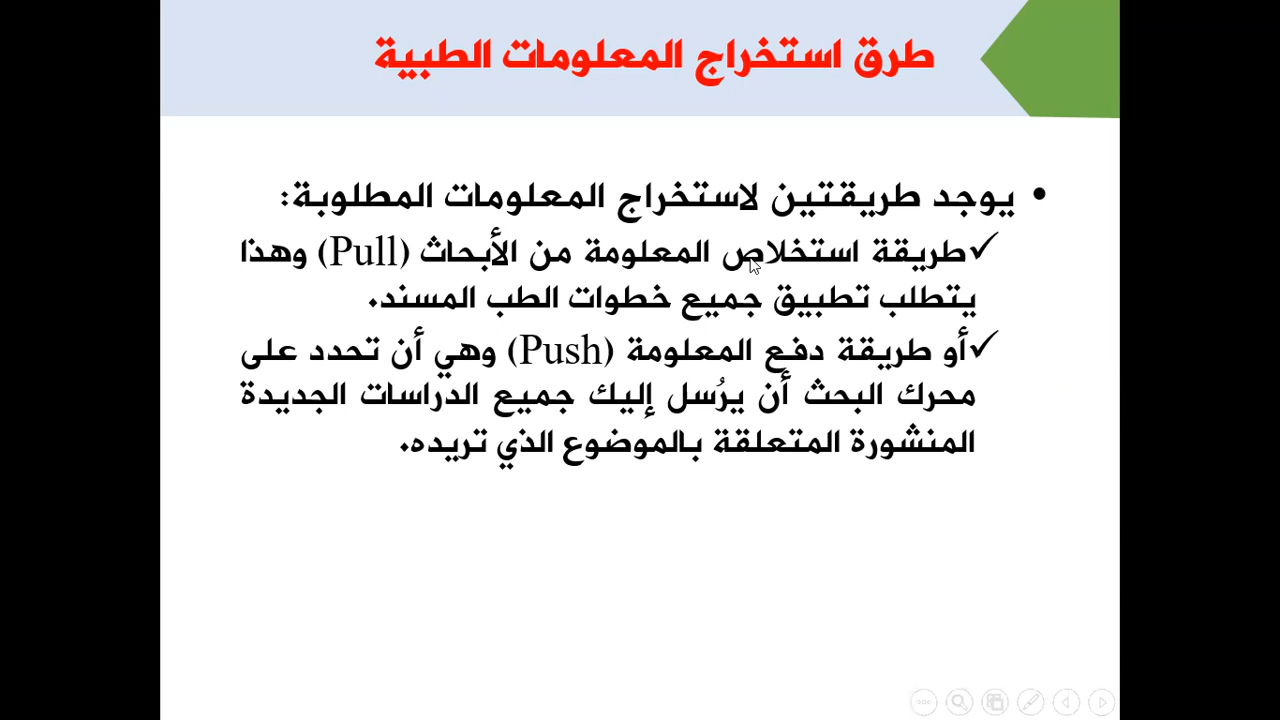 طرق استخراج المعلومات الطبية
• يوجد طريقتين لاستخراج المعلومات المطلوبة:
✓طريقة استخلاص المعلومة من الأبحاث (Pull) وهذا
يتطلب تطبيق جميع خطوات الطب المسند.
✓أو طريقة دفع المعلومة (Push) وهي أن تحدد على
محرك البحث أن يرُسل إليك جميع الدراسات الجديدة
المنشورة المتعلقة بالموضوع الذي تريده.